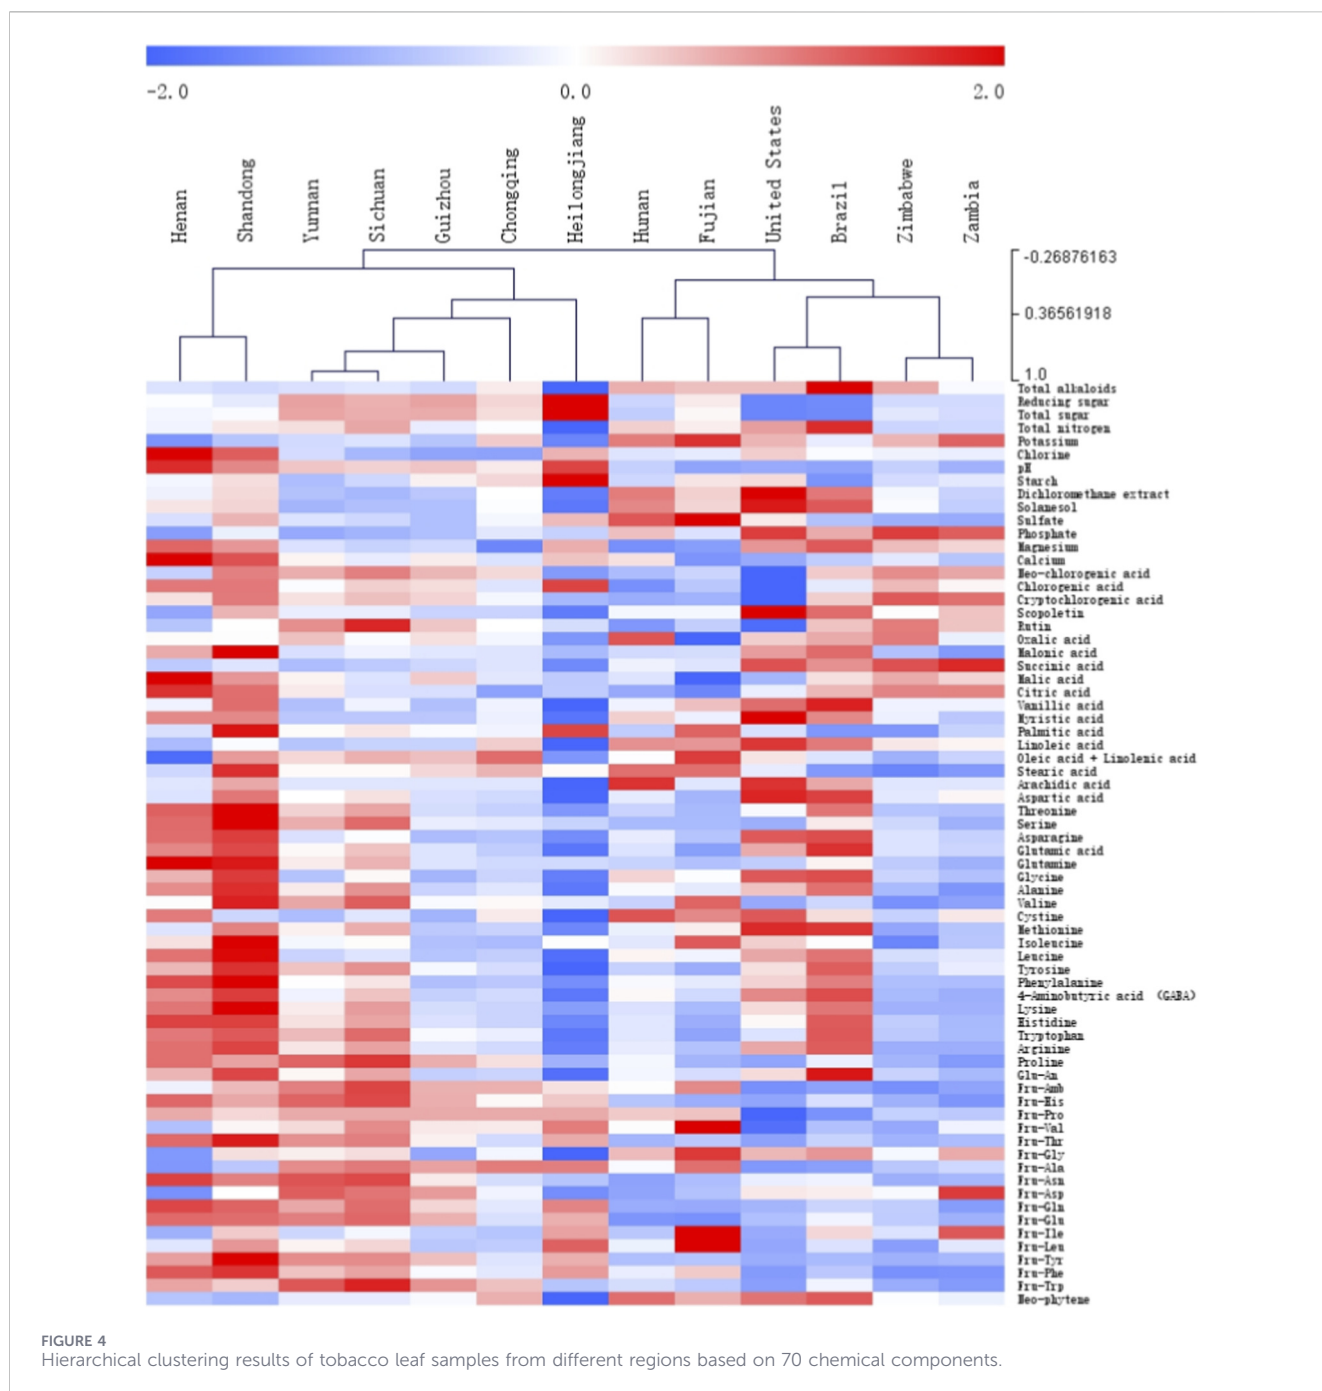 -2.0 0.0 2.0
Henan Shandong Yunnan Sichuan Guizhou Chongqing Heilongjiang Hunan Fujian United States Brazil Zimbabwe Zambia
-0.26876163
0.36561918
1.0
Total alkaloids
Reducing sugar
Total sugar
Total nitrogen
Potassium
Chlorine
pH
Starch
Dichloromethane extract
Solanesol
Sulfate
Phosphate
Magnesium
Calcium
Neo-chlorogenic acid
Chlorogenic acid
Cryptochlorogenic acid
Scopoletin
Rutin
Oxalic acid
Malonic acid
Succinic acid
Malic acid
Citric acid
Vanillic acid
Myristic acid
Palmitic acid
Linoleic acid
Oleic acid + Linolenic acid
Stearic acid
Arachidic acid
Aspartic acid
Threonine
Serine
Asparagine
Glutamic acid
Glutamine
Glycine
Alanine
Valine
Cystine
Methionine
Isoleucine
Leucine
Tyrosine
Phenylalanine
4-Aminobutyric acid (GABA)
Lysine
Histidine
Tryptophan
Arginine
Proline
Glu-Am
Fru-Amb
Fru-His
Fru-Pro
Fru-Val
Fru-Thr
Fru-Gly
Fru-Ala
Fru-Asn
Fru-Asp
Fru-Gln
Fru-Glu
Fru-Ile
Fru-Leu
Fru-Tyr
Fru-Phe
Fru-Trp
Neo-phytene
FIGURE 4
Hierarchical clustering results of tobacco leaf samples from different regions based on 70 chemical components.